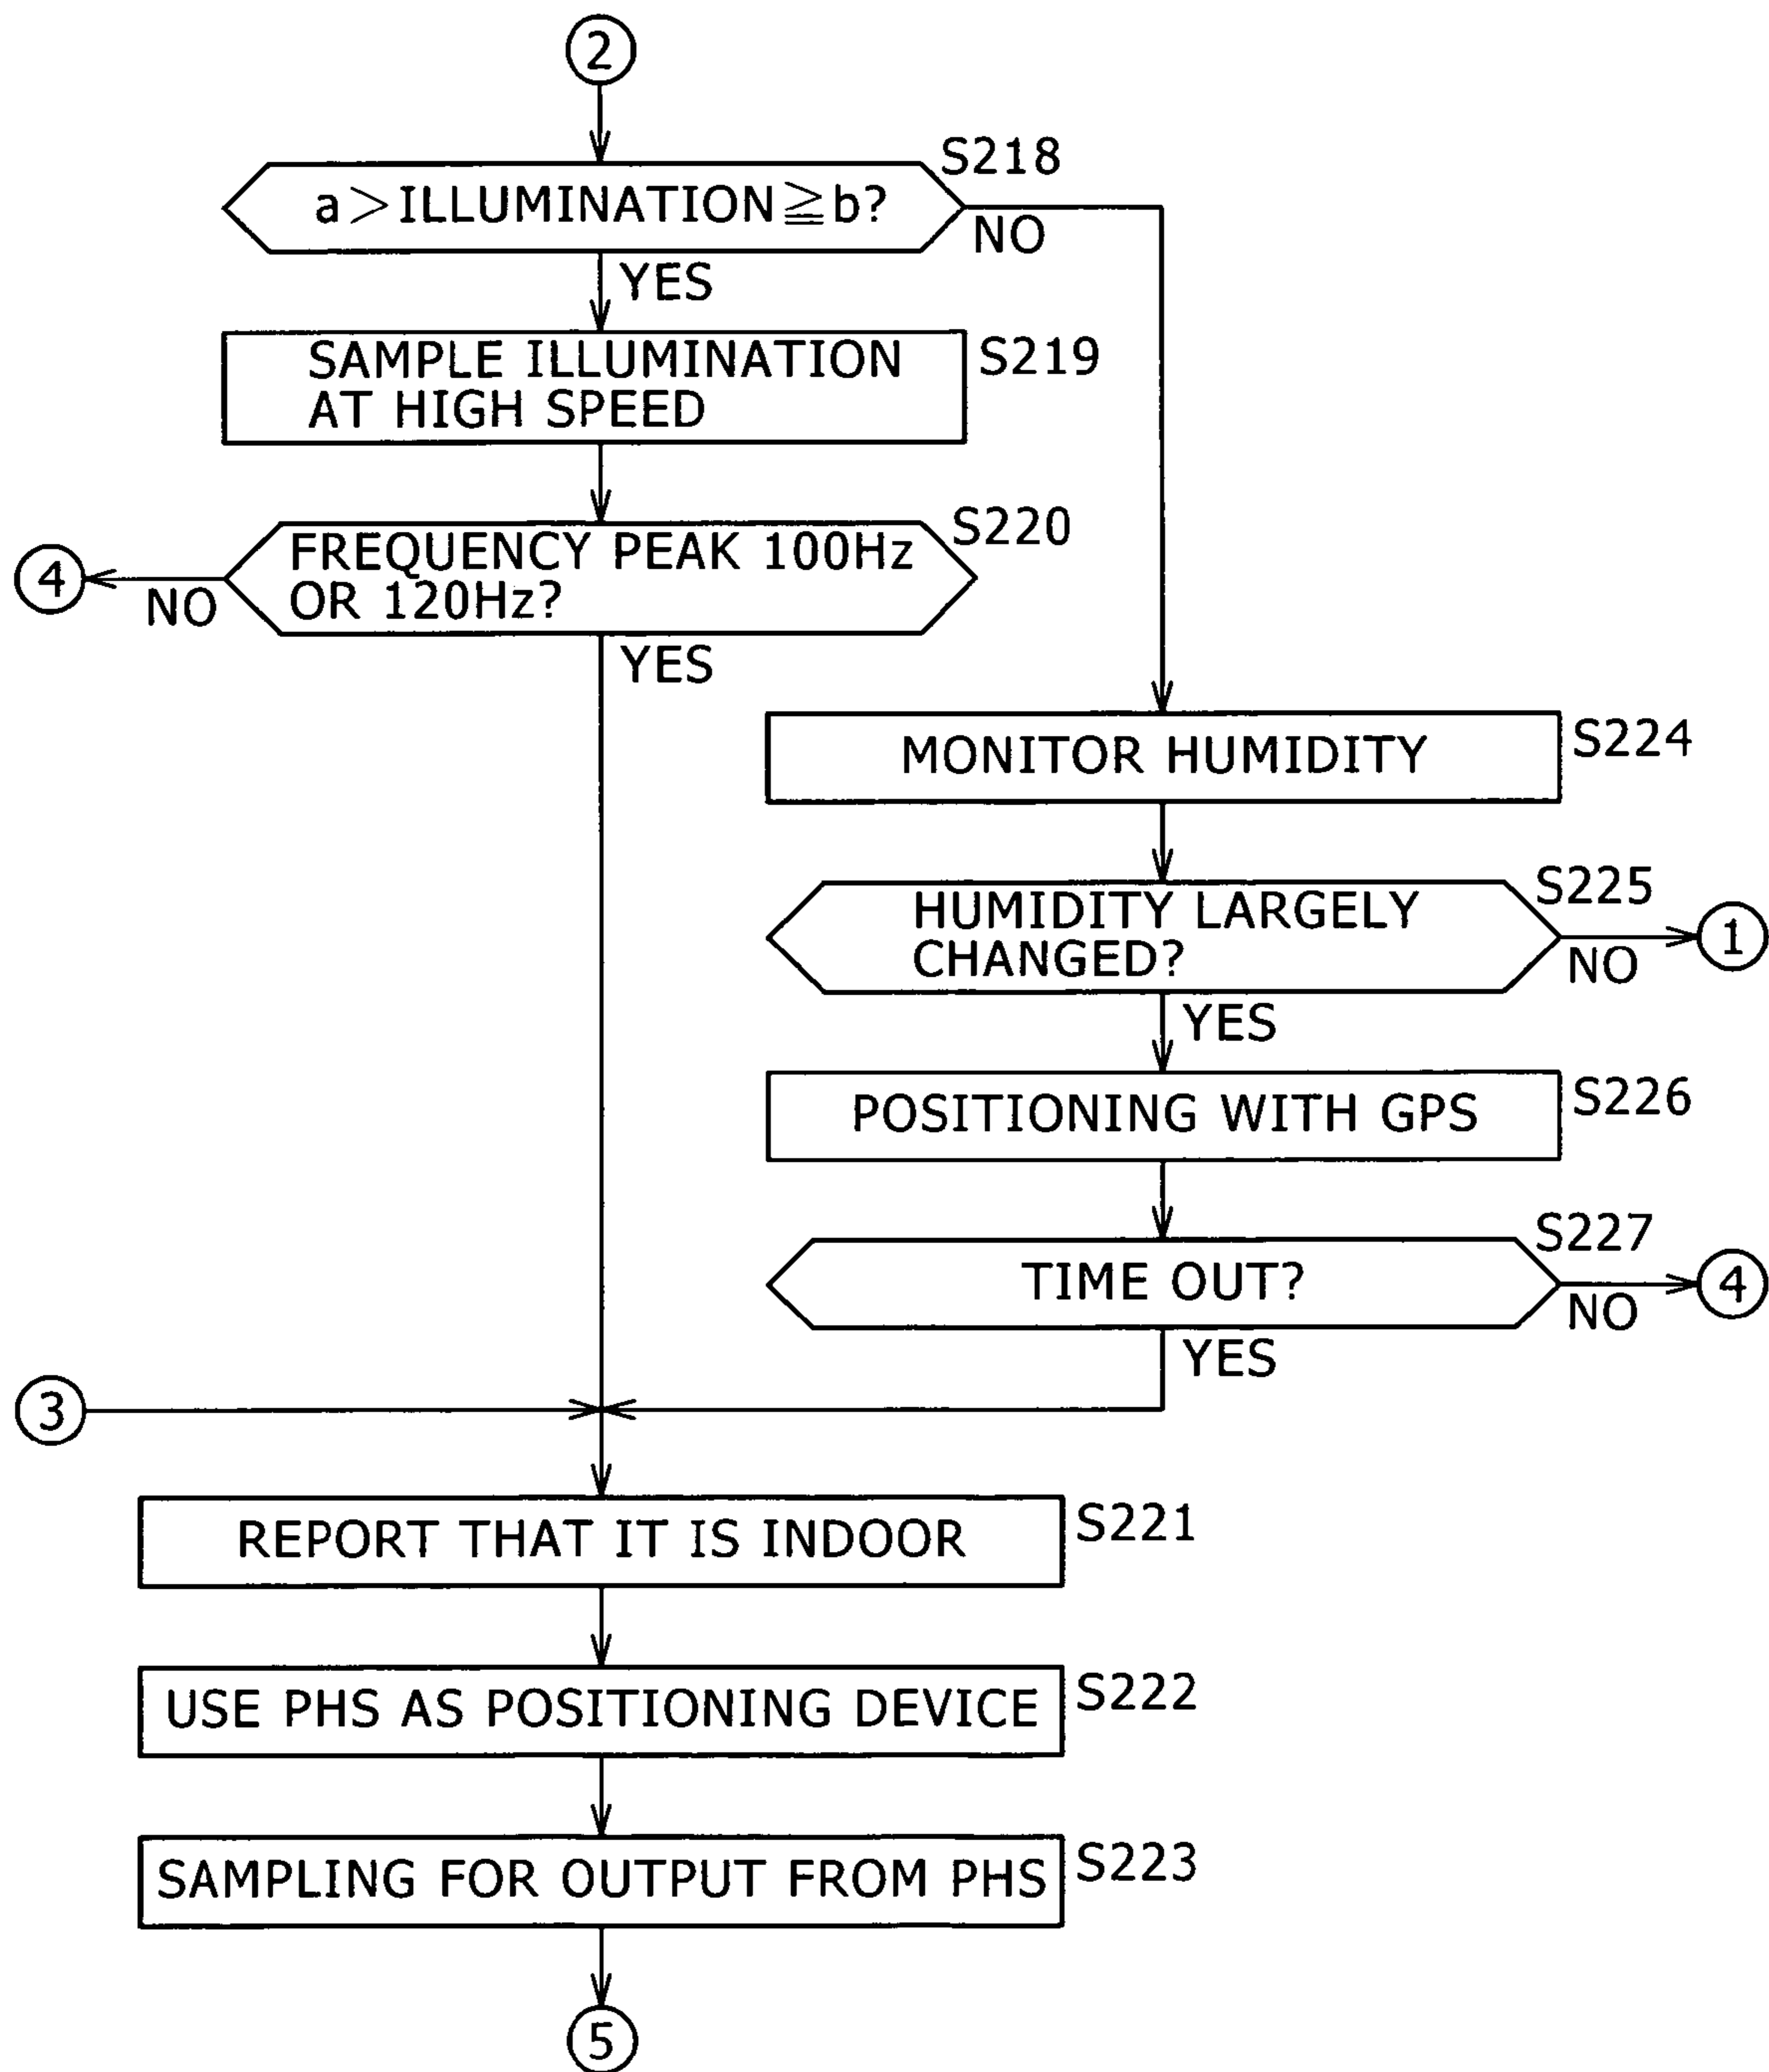 2
S218
a>ILLUMINATION≧b?
NO
YES
SAMPLE ILLUMINATION
AT HIGH SPEED
S219
S220
FREQUENCY PEAK 100Hz
OR 120Hz?
4
NO
YES
MONITOR HUMIDITY
S224
S225
HUMIDITY LARGELY
CHANGED?
1
NO
YES
POSITIONING WITH GPS
S226
S227
TIME OUT?
4
NO
YES
3
REPORT THAT IT IS INDOOR
S221
USE PHS AS POSITIONING DEVICE
S222
SAMPLING FOR OUTPUT FROM PHS
S223
5